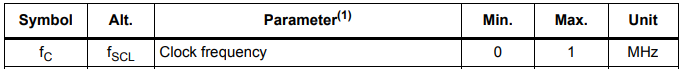 Symbol Alt. Parameter(1) Min. Max. Unit
fC fSCL Clock frequency 0 1 MHz